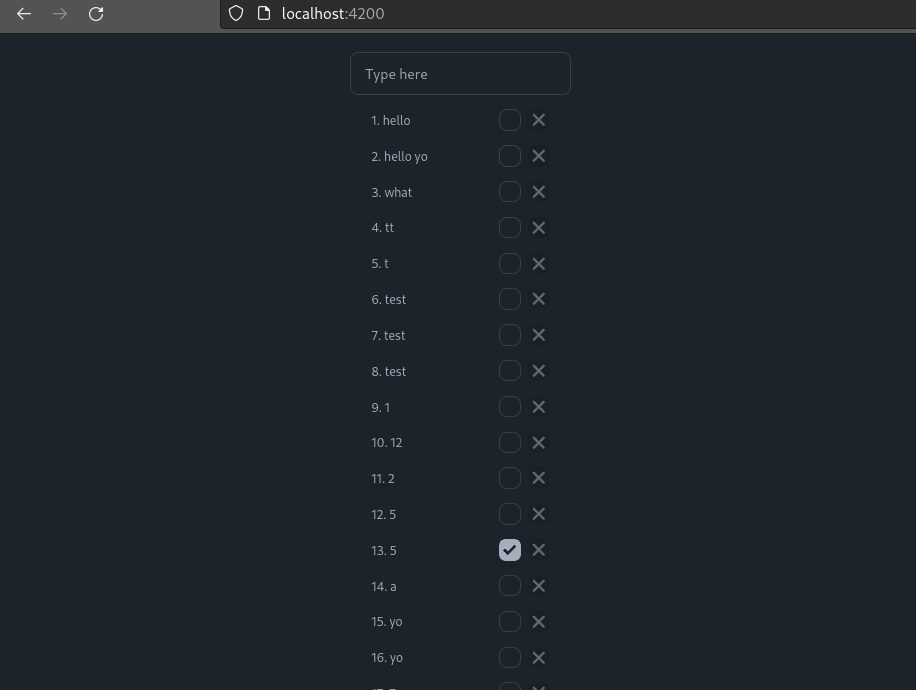 localhost:4200
Type here
1. hello
2. hello yo
3. what
4. tt
5. t
6. test
7. test
8. test
9. 1
10. 12
11. 2
12. 5
13. 5
14. a
15. yo
16. yo